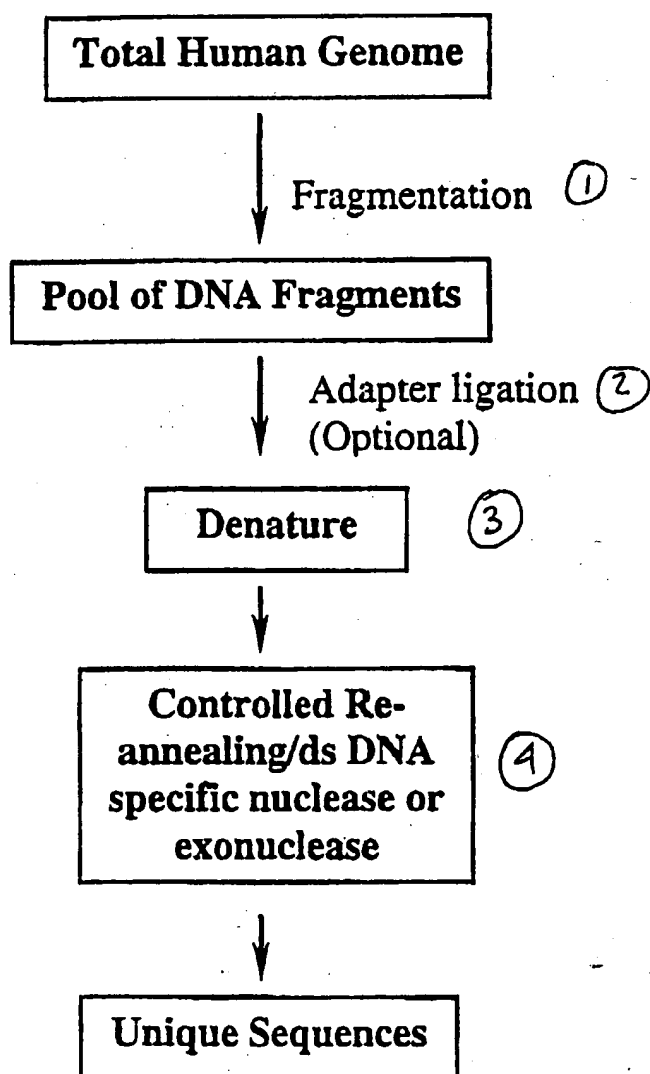 Total Human Genome
Fragmentation 1
Pool of DNA Fragments
Adapter ligation 2
(Optional)
Denature 3
Controlled Re-
annealing/ds DNA
specific nuclease or
exonuclease
4
Unique Sequences